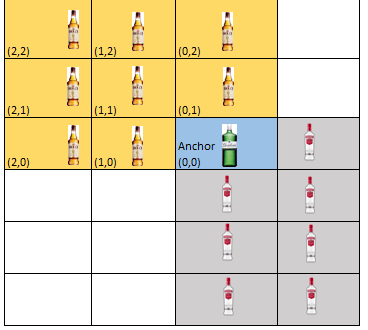 (2,2) (1,2) (0,2)
(2,1) (1,1) (0,1)
Anchor
(2,0) (1,0) (0,0)